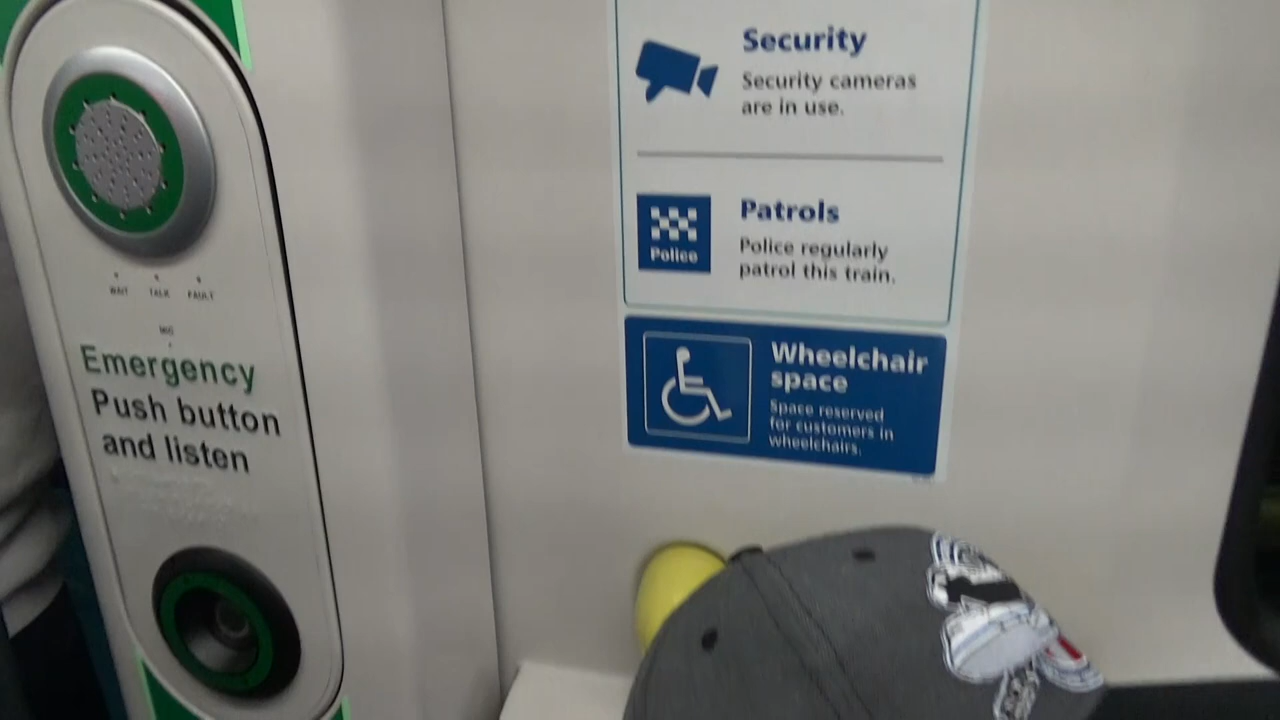 WAIT TALK FAULT
MIC
Emergency
Push button
and listen
Security
Security cameras
are in use.
Police
Patrols
Police regularly
patrol this train.
Wheelchair
space
Space reserved
for customers in
wheelchairs.